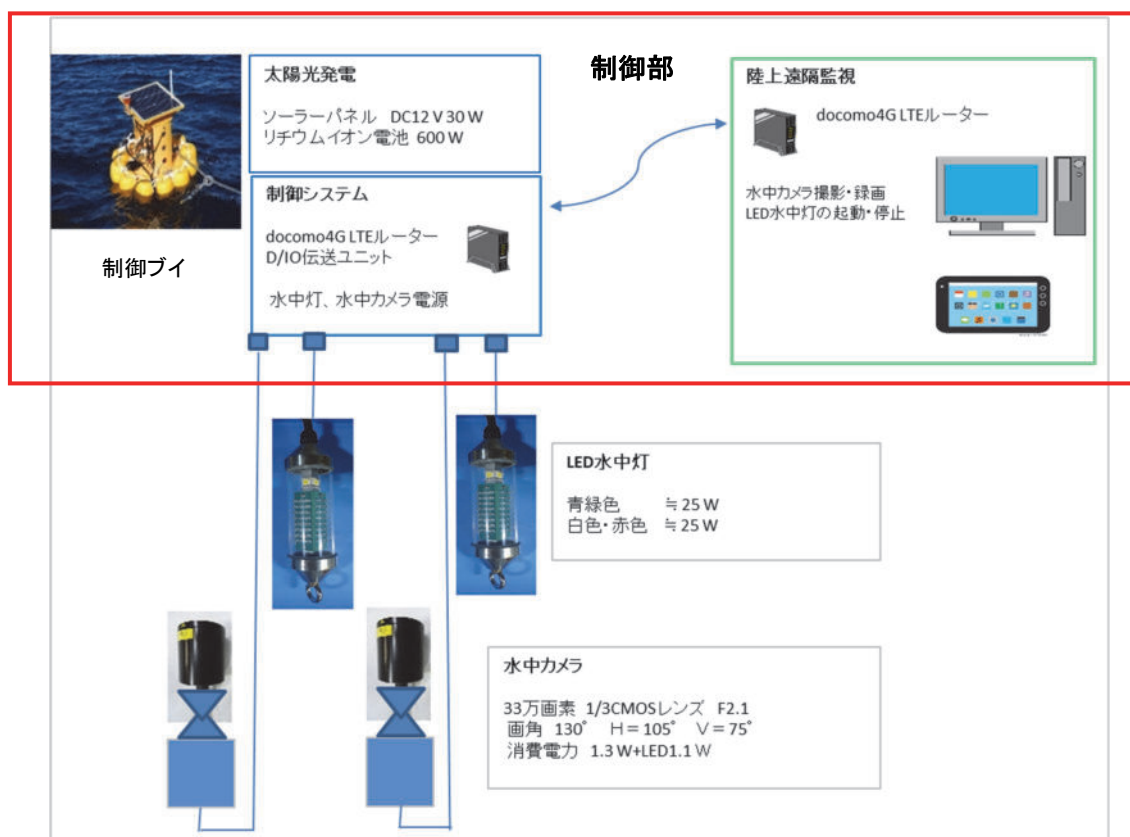 制御部
太陽光発電
ソーラーパネル DC12V30W
リチウムイオン電池 600W
制御システム
docomo4G LTEルーター
D/IO伝送ユニット
水中灯、水中カメラ電源
制御ブイ
陸上遠隔監視
docomo4G LTEルーター
水中カメラ撮影・録画
LED水中灯の起動・停止
LED水中灯
青緑色 ≒25W
白色・赤色 ≒25W
水中カメラ
33万画素 1/3CMOSレンズ F2.1
画角 130° H=105° V=75°
消費電力 1.3W+LED1.1W